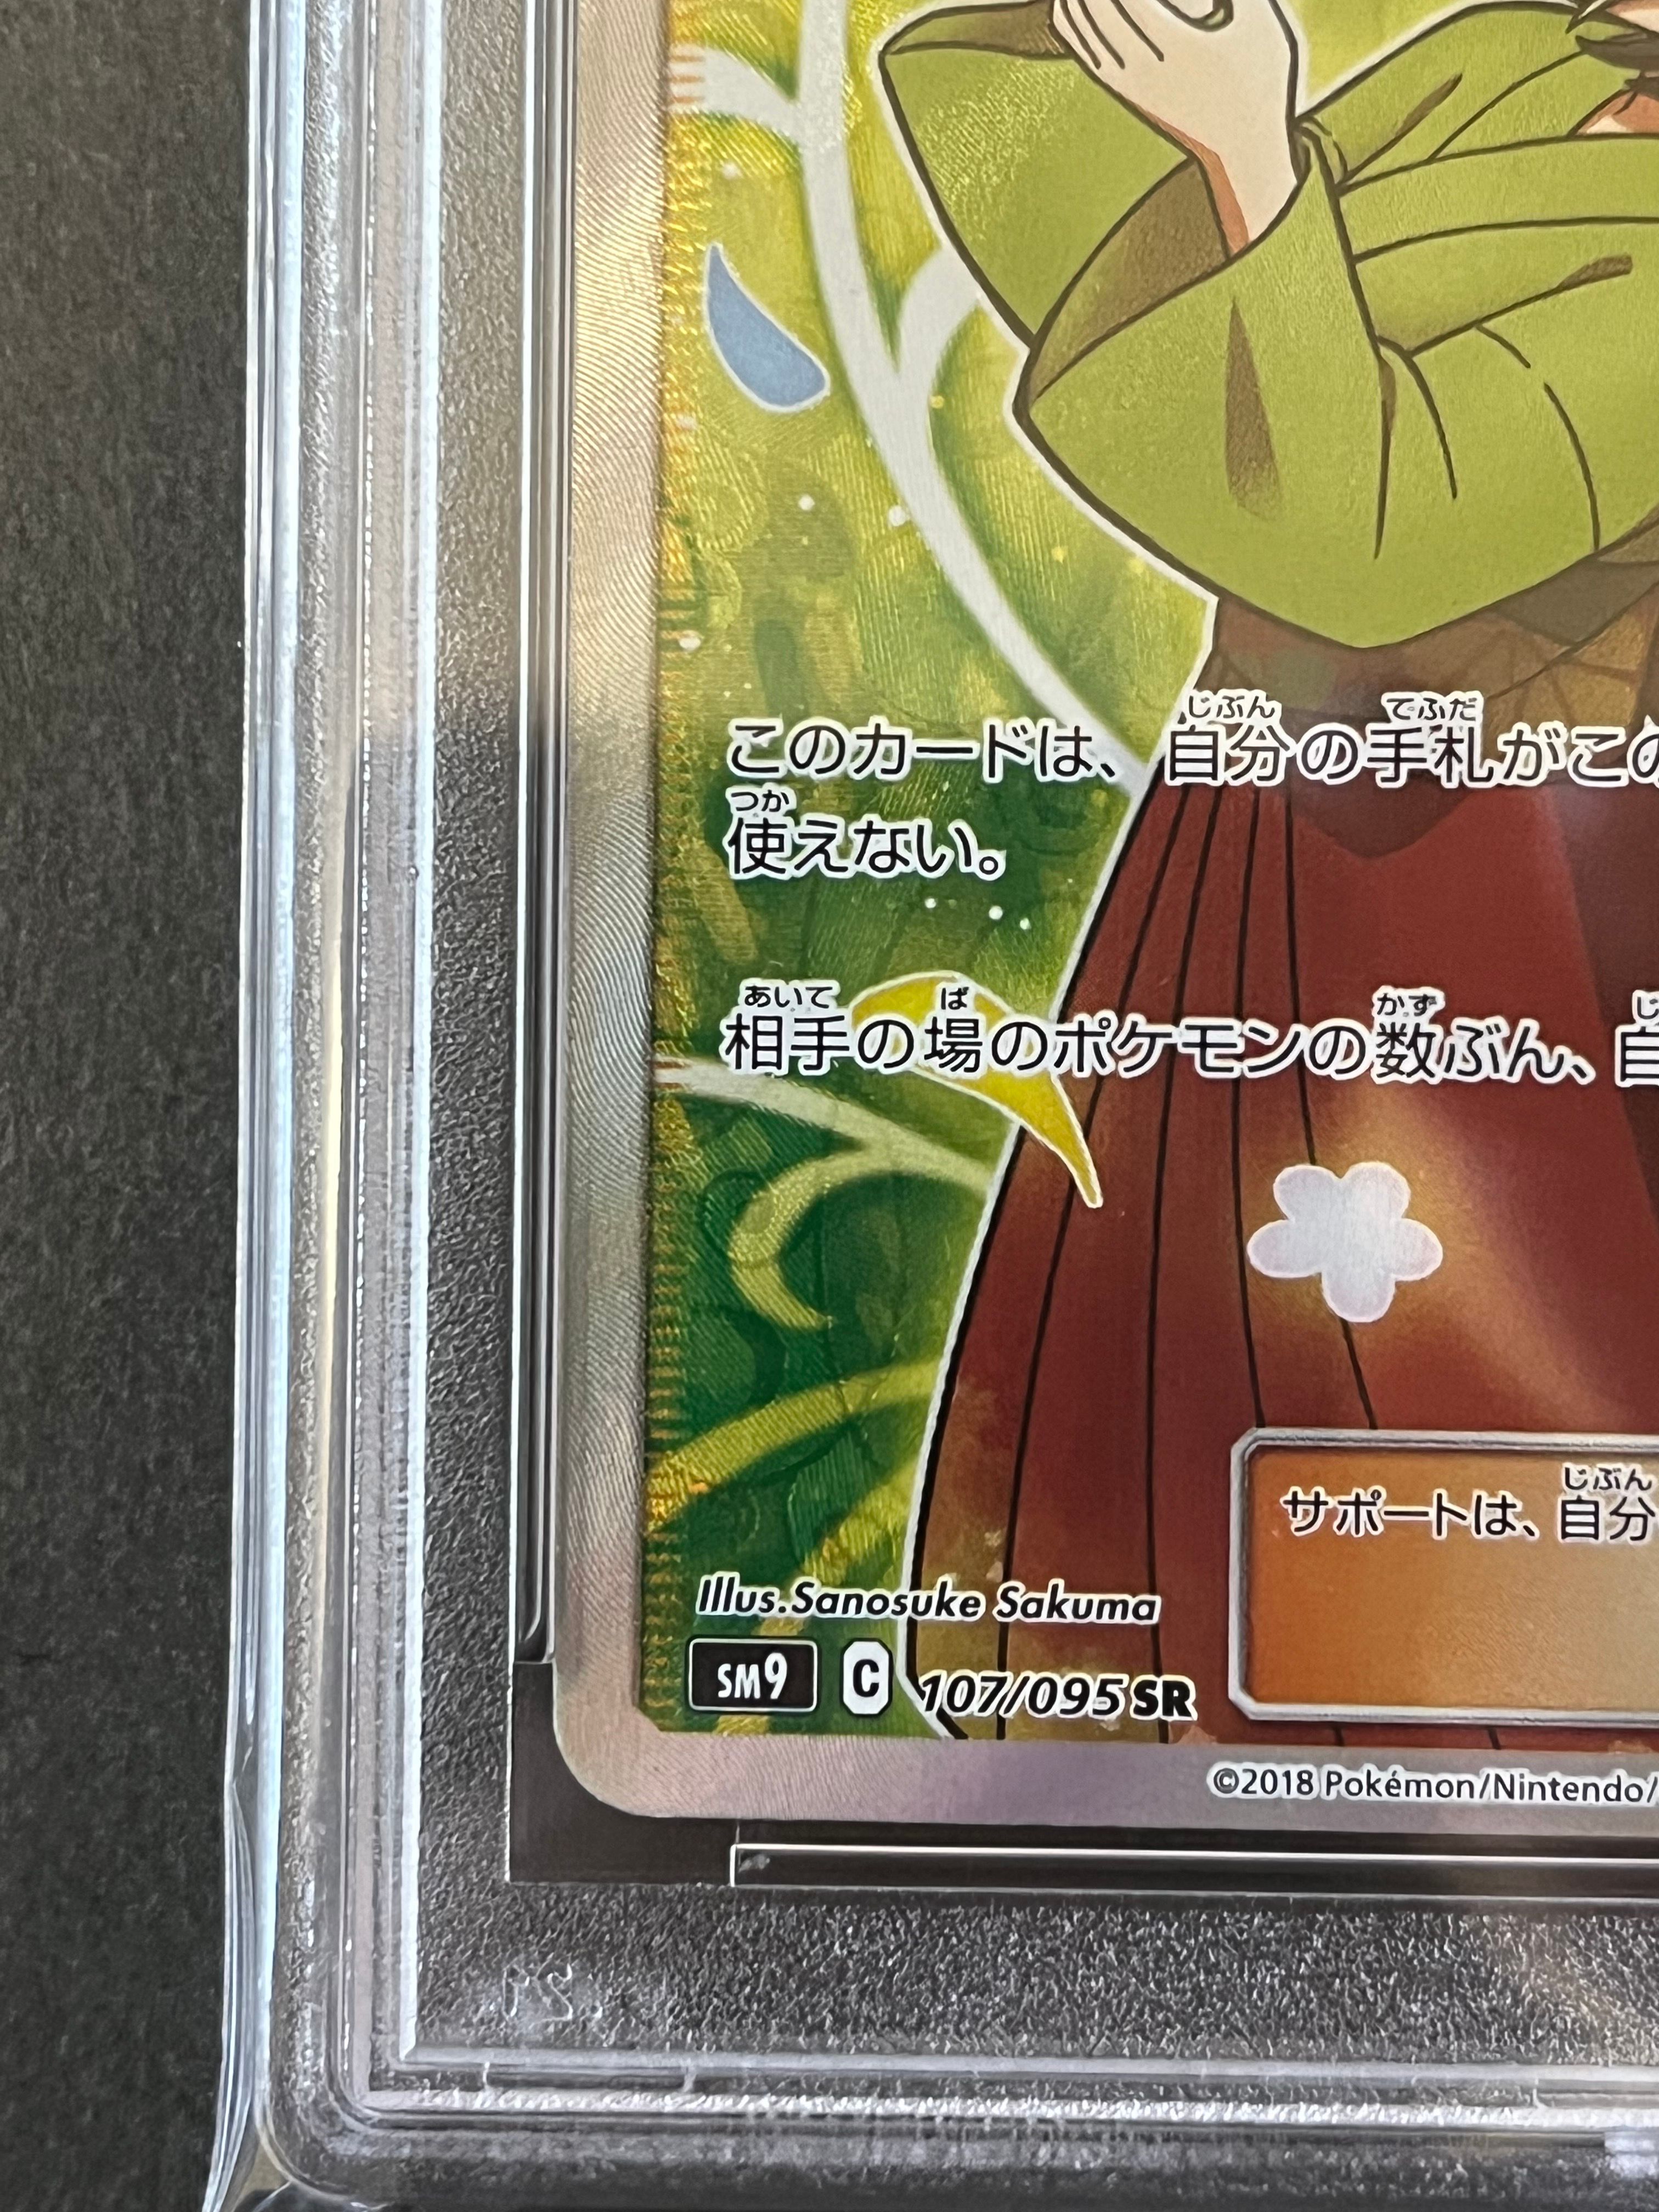 このカードは、自分の手札がこの
使えない。
相手の場のポケモンの数ぶん、自
サポートは、自分
Illus.Sanosuke Sakuma
SM9 C 107/095 SR
©2018 Pokémon/Nintendo/